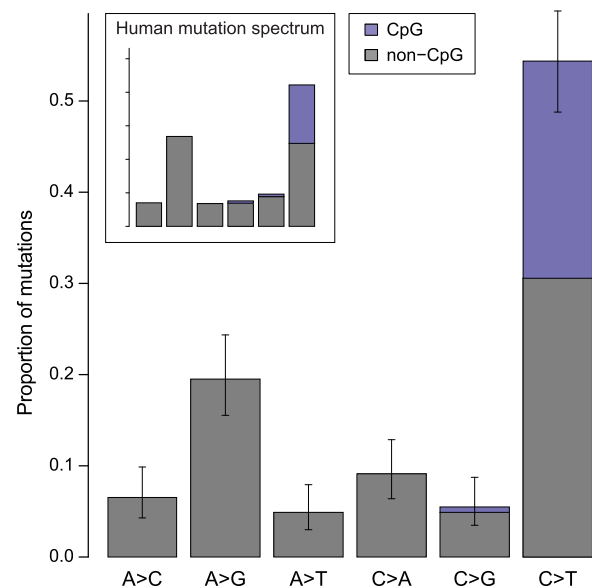 Human mutation spectrum
CpG
non−CpG
Proportion of mutations
0.5
0.4
0.3
0.2
0.1
0.0
A>C A>G A>T C>A C>G C>T